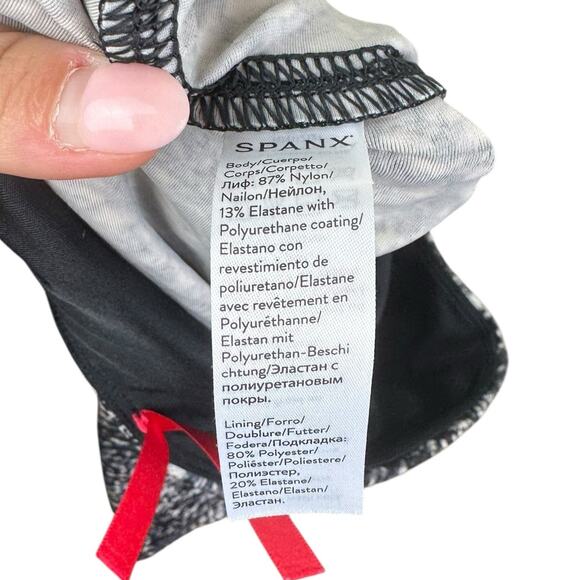 SPANX
Body/Cuerpo/
Corps/Corpetto/
Лиф: 87% Nylon/
Nailon/Нейлон,
13% Elastane with
Polyurethane coating/
Elastano con
revestimiento de
poliuretano/Elastane
avec revêtement en
Polyuréthanne/
Elastan mit
Polyurethan-Beschi
chtung/Эластан с
полиуретановым
покры.
Lining/Forro/
Doublure/Futter/
Fodera/Подкладка:
80% Polyester/
Poliéster/Poliestere/
Полиэстер,
20% Elastane/
Elastano/Elastan/
Эластан.